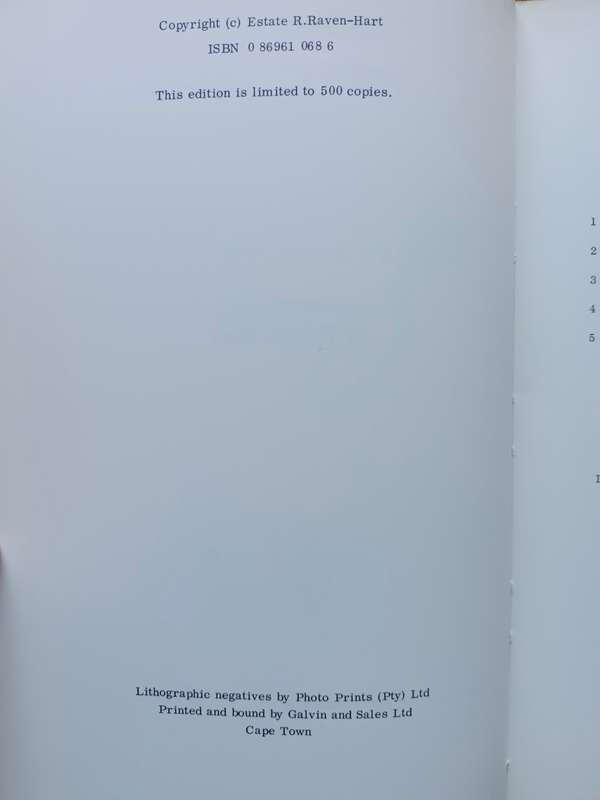 Copyright (c) Estate R.Raven-Hart
ISBN 0 86961 068 6
This edition is limited to 500 copies.
Lithographic negatives by Photo Prints (Pty) Ltd
Printed and bound by Galvin and Sales Ltd
Cape Town
1
2
3
4
5